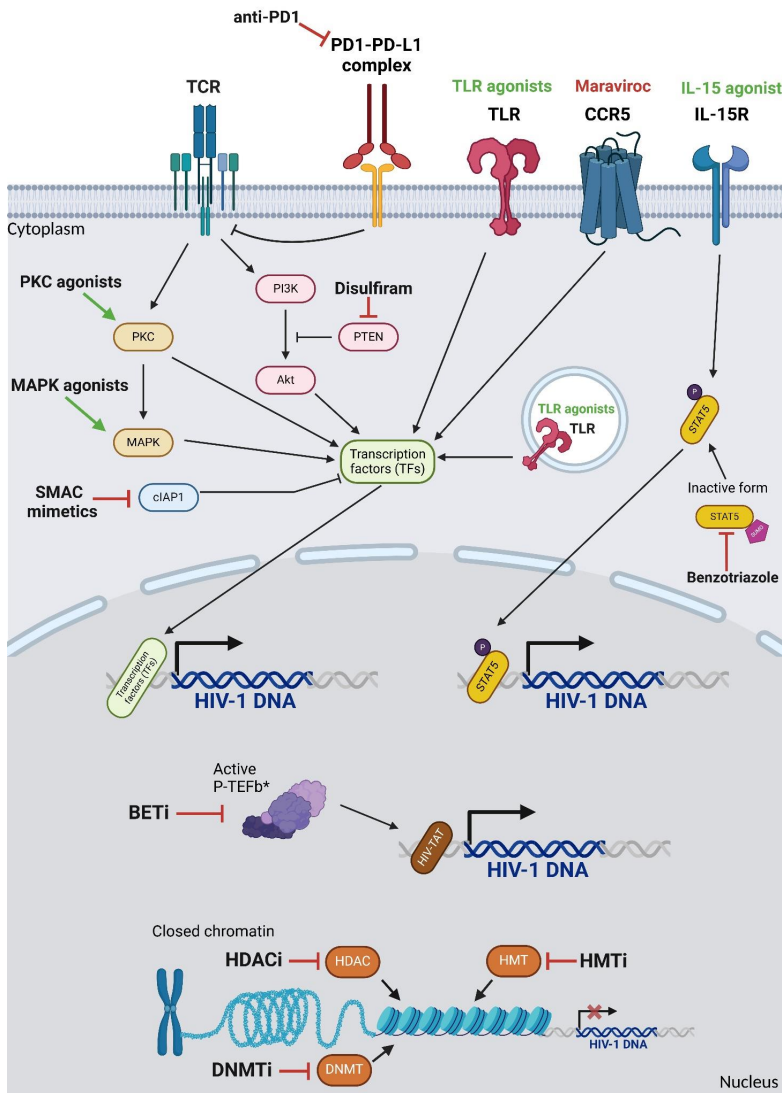 anti-PD1
PD1-PD-L1
complex
TCR
TLR agonists
TLR
Maraviroc
CCR5
IL-15 agonist
IL-15R
Cytoplasm
PKC agonists
PI3K
Disulfiram
PKC
PTEN
MAPK agonists
Akt
P
STAT5
TLR agonists
TLR
MAPK
Transcription
factors (TFs)
SMAC
mimetics
cIAP1
Inactive form
STAT5
SUMO
Benzotriazole
Transcription
factors (TFs)
HIV-1 DNA
P
STAT5
HIV-1 DNA
Active
P-TEFb*
BETi
HIV-TAT
HIV-1 DNA
Closed chromatin
HDACi
HDAC
HMT
HMTi
HIV-1 DNA
DNMTi
DNMT
Nucleus